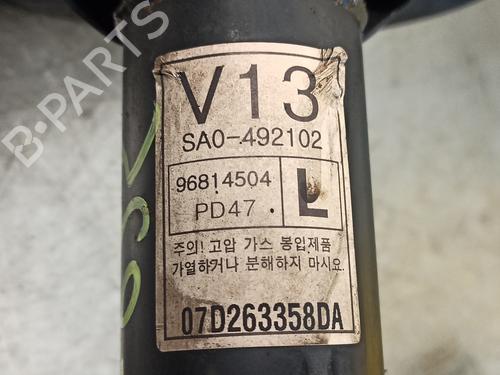 V13
SA0-492102
96814504
PD47
L
주의! 고압 가스 봉입제품
가열하거나 분해하지 마시요.
07D263358DA
B-PARTS